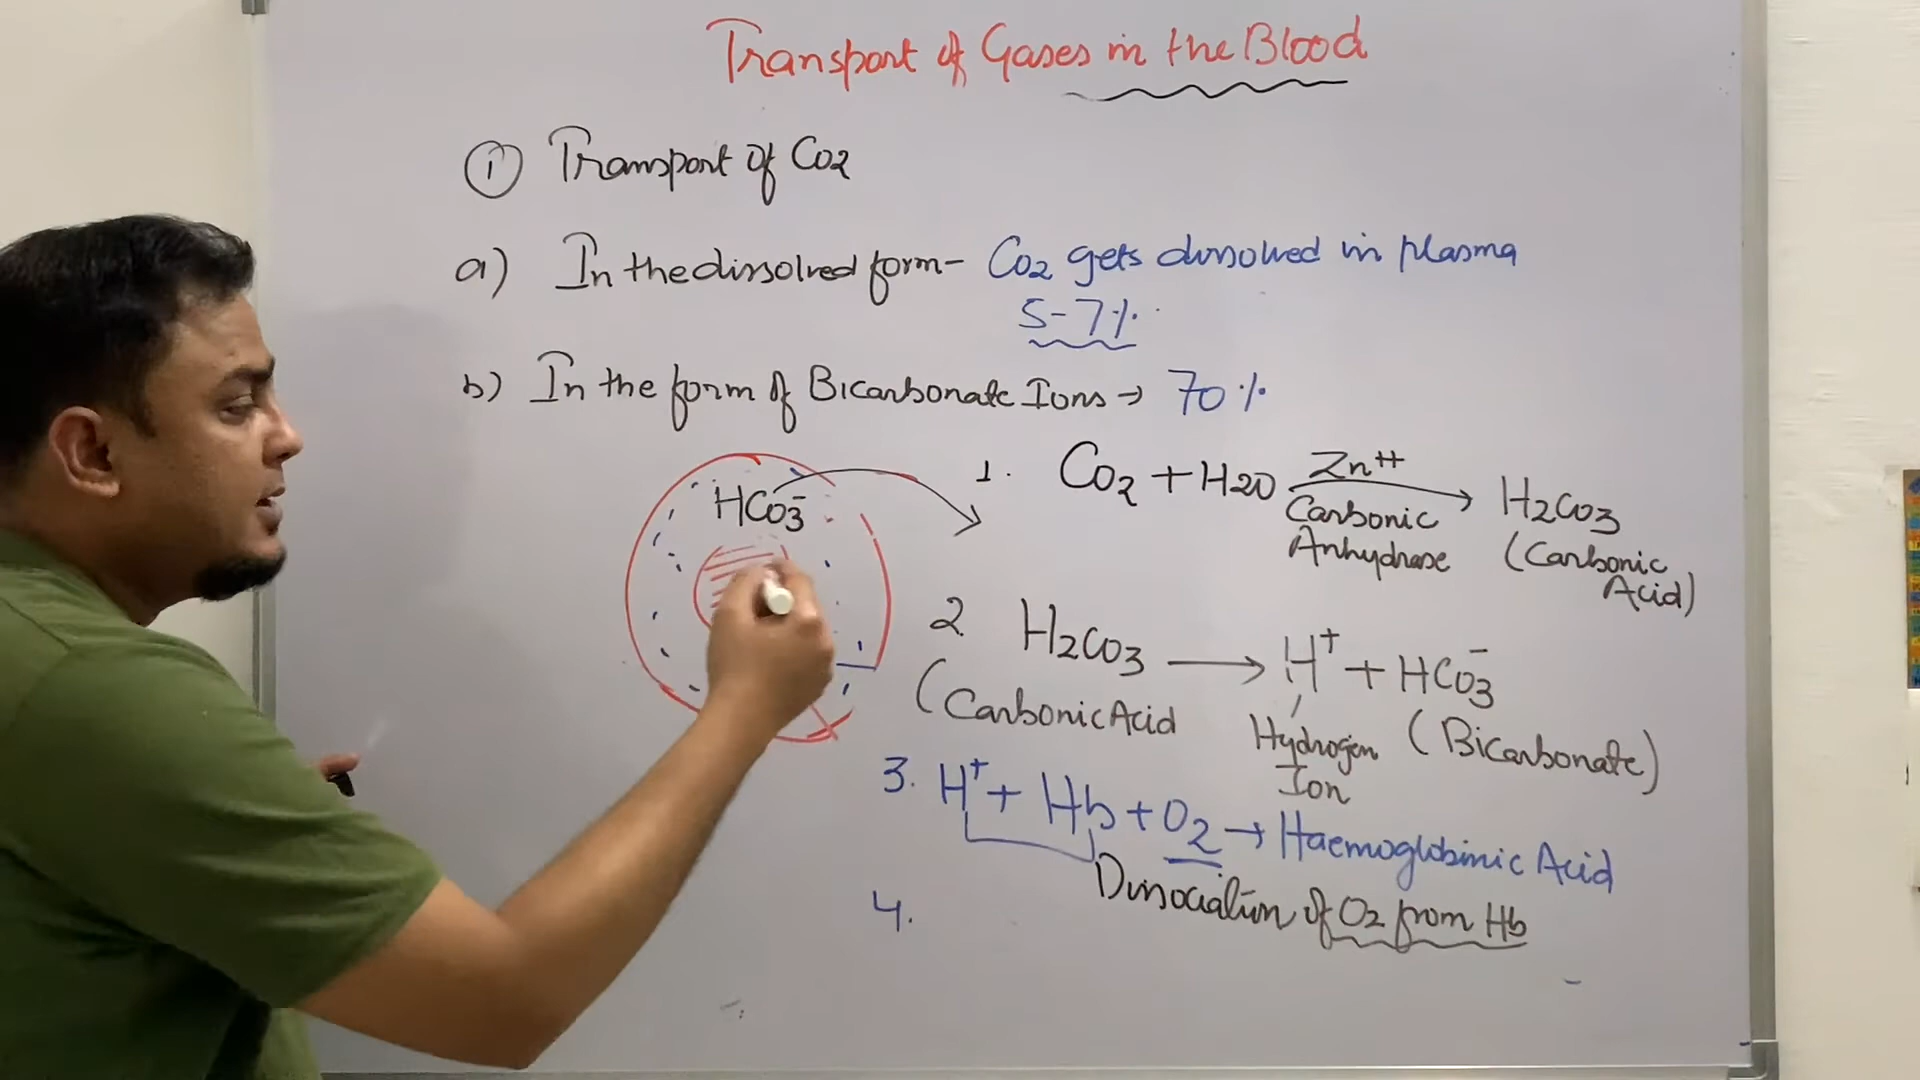 Transport of Gases in the Blood
① Transport of Co2
a) In the dissolved form - Co2 gets dissolved in plasma
5-7%
b) In the form of Bicarbonate Ions → 70%
HCo3⁻
1. Co2 + H2O Zn++ → H2Co3
Carbonic Anhydrase
(Carbonic Acid)
2 H2Co3 → H+ + HCo3⁻
(Carbonic Acid
Hydrogen Ion
(Bicarbonate)
3. H+ + Hb + O2 → Haemoglobinic Acid
Dissociation of O2 from Hb
4.